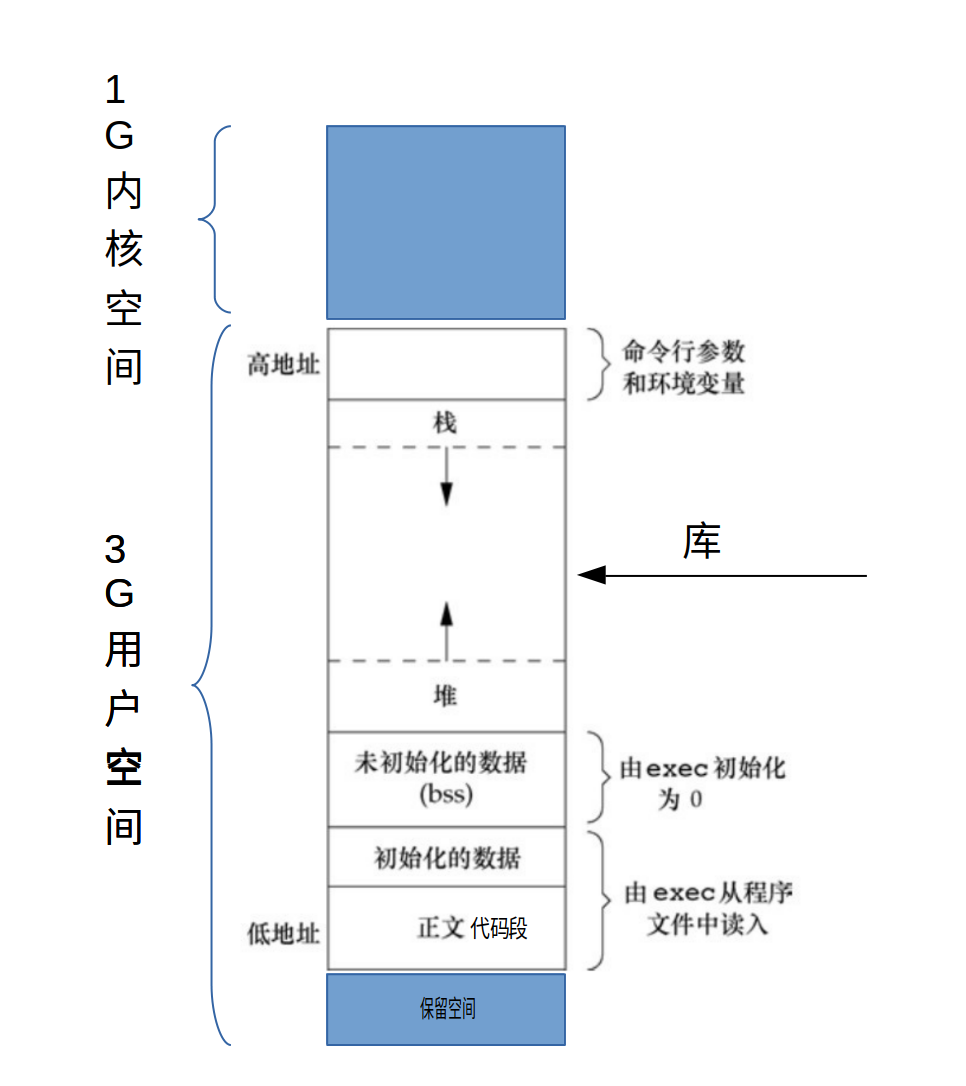 1
G
内
核
空
间
高地址
命令行参数
和环境变量
栈
库
3
G
用
户
空
间
堆
未初始化的数据
(bss)
由exec初始化
为 0
初始化的数据
由 exec从程序
文件中读入
低地址
正文 代码段
保留空间